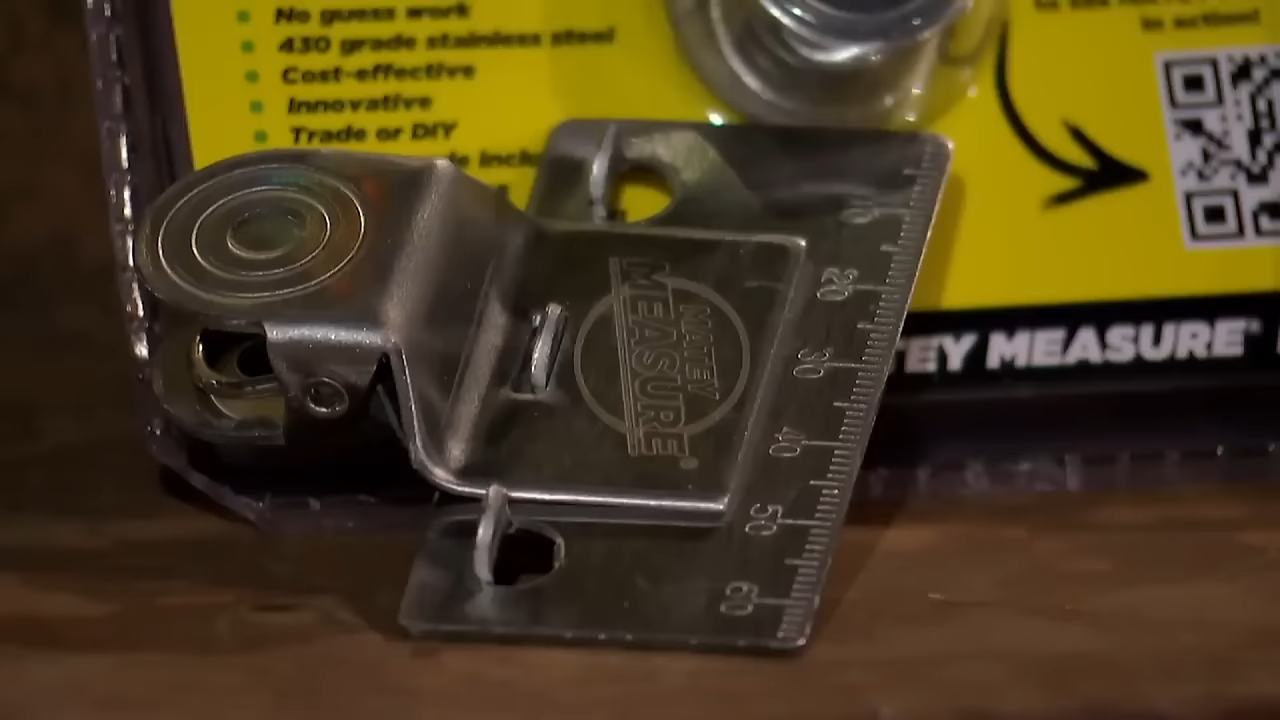 No guess work
430 grade stainless steel
Cost-effective
Innovative
Trade or DIY
in action!
MATEY
MEASURE®
20
30
40
50
60
TEY MEASURE®